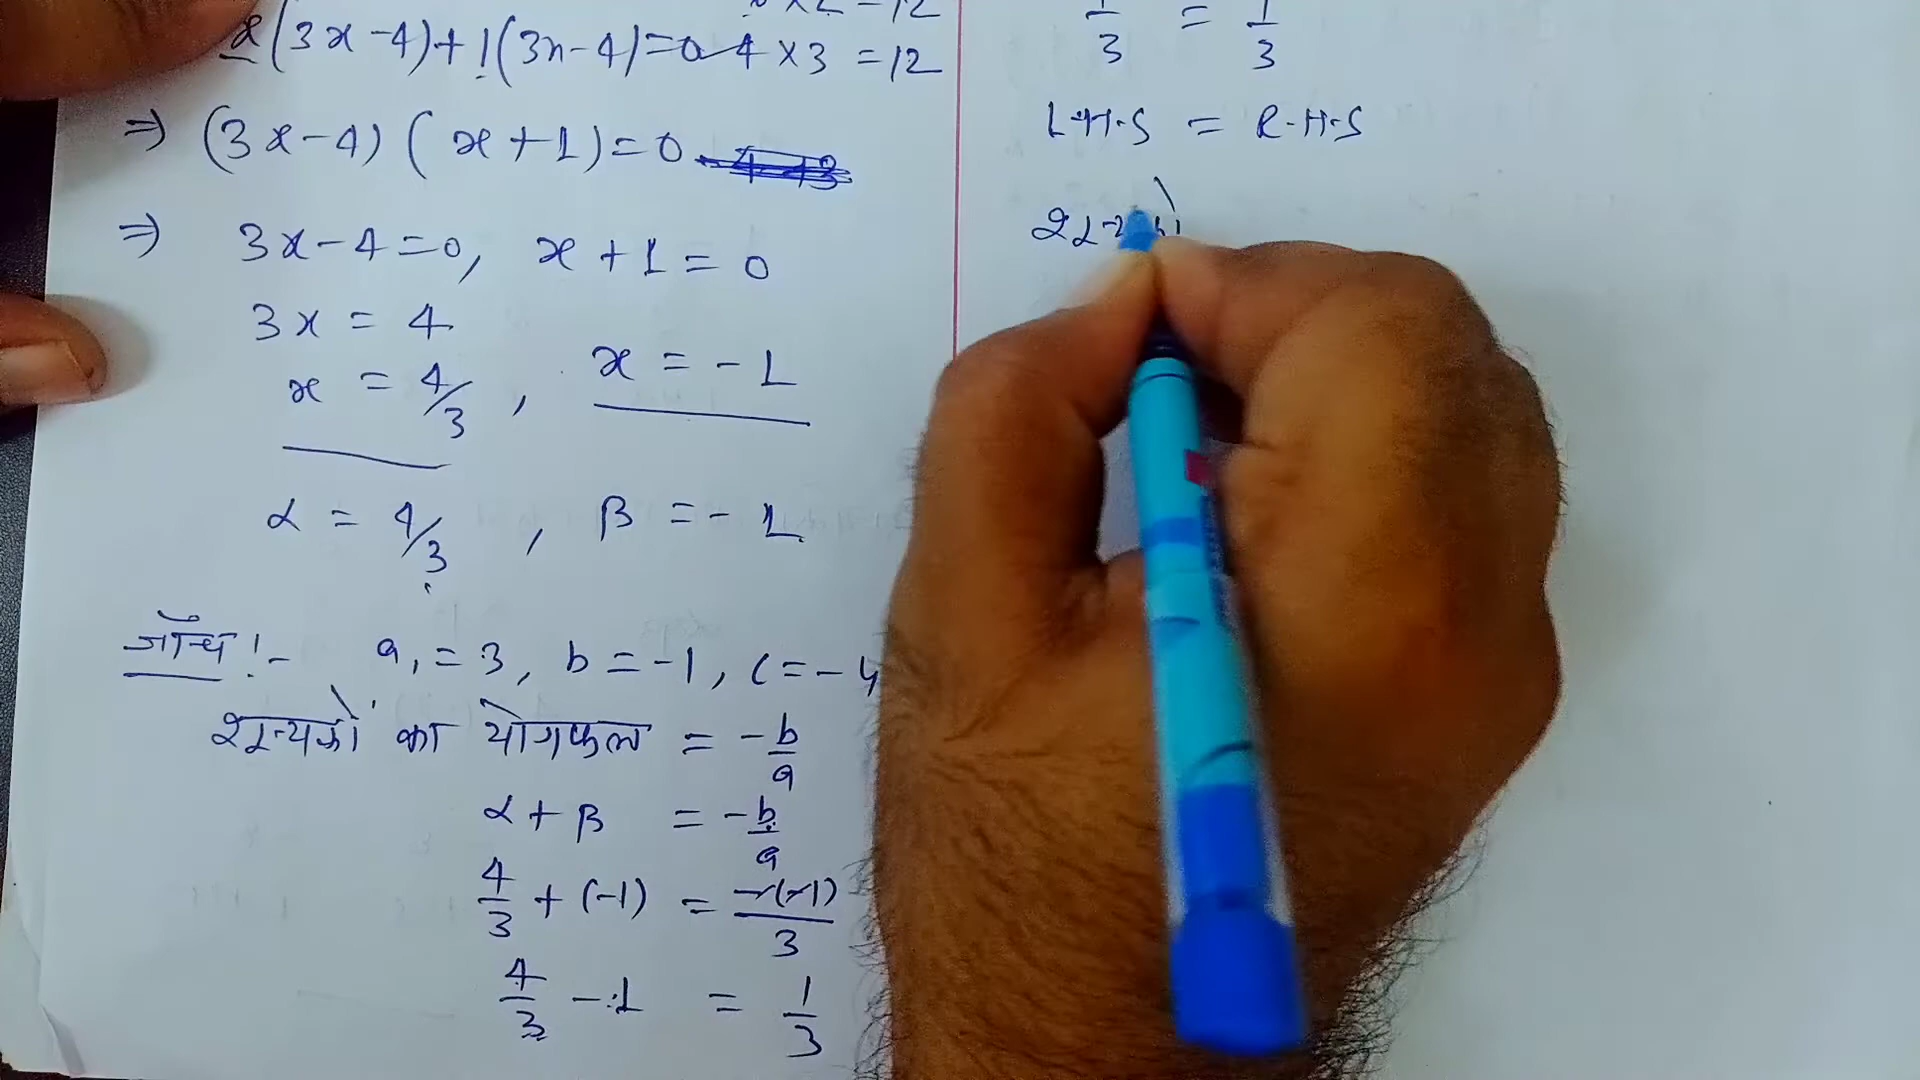 x(3x-4)+1(3x-4)=0 4×3=12
⇒ (3x-4)(x+1)=0
⇒ 3x-4=0, x+1=0
3x = 4
x = 4/3, x = -1
α = 4/3, β = -1
जाँच :- a, = 3, b = -1, c = -4
शून्यकों का योगफल = -b/a
α+β = -b/a
4/3 + (-1) = -(-1)/3
4/3 - 1 = 1/3
1/3 = 1/3
L.H.S = R.H.S